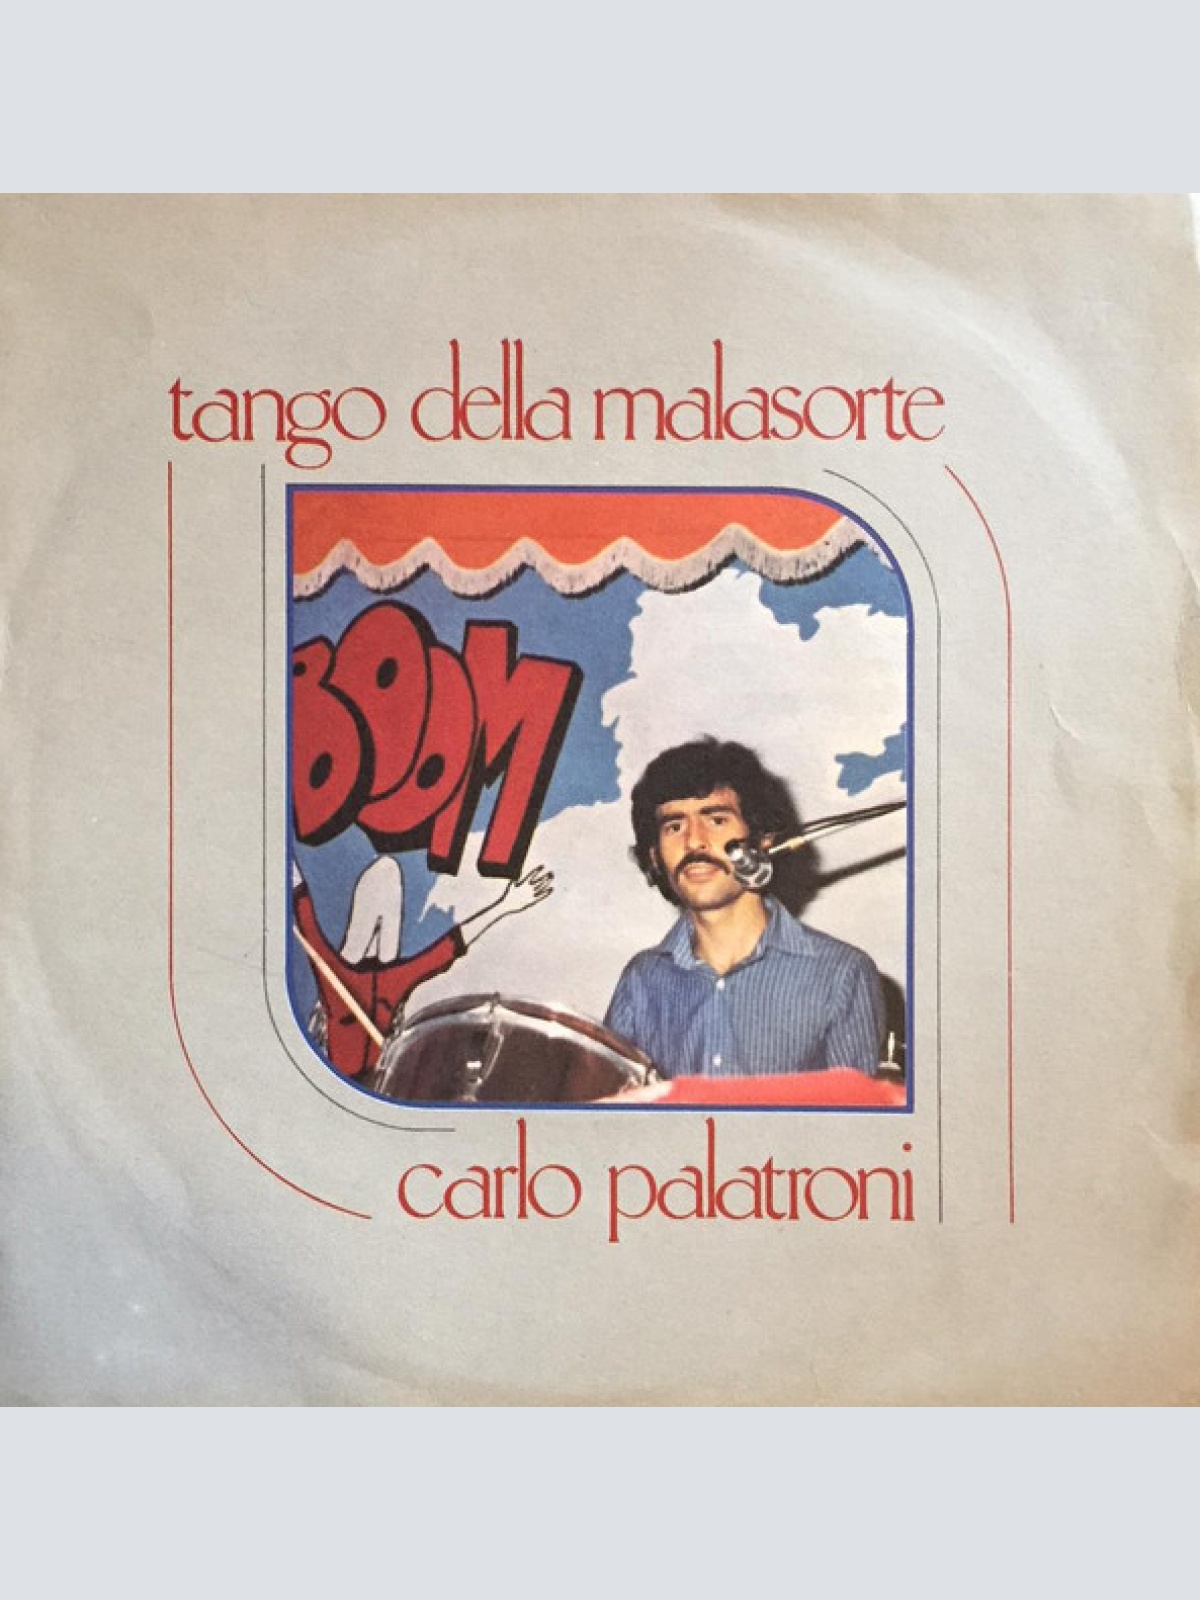 tango della malasorte
BOOM
carlo palatroni